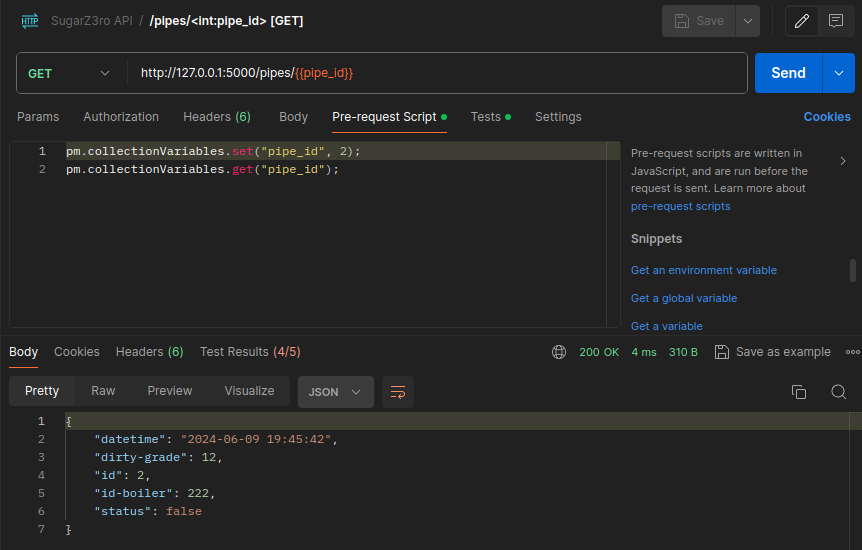 HTTP SugarZ3ro API / /pipes/<int:pipe_id> [GET] Save
GET http://127.0.0.1:5000/pipes/{{pipe_id}} Send
Params Authorization Headers (6) Body Pre-request Script Tests Settings Cookies
1 pm.collectionVariables.set("pipe_id", 2);
2 pm.collectionVariables.get("pipe_id");
Pre-request scripts are written in
JavaScript, and are run before the
request is sent. Learn more about
pre-request scripts
Snippets
Get an environment variable
Get a global variable
Get a variable
Body Cookies Headers (6) Test Results (4/5) 200 OK 4 ms 310 B Save as example
Pretty Raw Preview Visualize JSON
1 {
2 "datetime": "2024-06-09 19:45:42",
3 "dirty-grade": 12,
4 "id": 2,
5 "id-boiler": 222,
6 "status": false
7 }